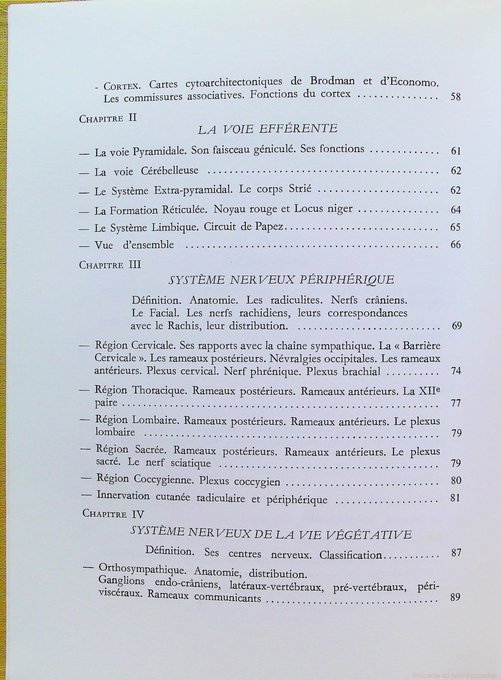 - CORTEX. Cartes cytoarchitectoniques de Brodman et d'Economo.
Les commissures associatives. Fonctions du cortex ............... 58
CHAPITRE II
LA VOIE EFFÉRENTE
— La voie Pyramidale. Son faisceau géniculé. Ses fonctions ............. 61
— La voie Cérébelleuse ........................................ 62
— Le Système Extra-pyramidal. Le corps Strié ..................... 62
— La Formation Réticulée. Noyau rouge et Locus niger ............... 64
— Le Système Limbique. Circuit de Papez........................... 65
— Vue d'ensemble ............................................ 66
CHAPITRE III
SYSTÈME NERVEUX PÉRIPHÉRIQUE
Définition. Anatomie. Les radiculites. Nerfs crâniens.
Le Facial. Les nerfs rachidiens, leurs correspondances
avec le Rachis, leur distribution. ......................... 69
— Région Cervicale. Ses rapports avec la chaîne sympathique. La « Barrière
Cervicale ». Les rameaux postérieurs. Névralgies occipitales. Les rameaux
antérieurs. Plexus cervical. Nerf phrénique. Plexus brachial .......... 74
— Région Thoracique. Rameaux postérieurs. Rameaux antérieurs. La XIIe
paire ...................................................... 77
— Région Lombaire. Rameaux postérieurs. Rameaux antérieurs. Le plexus
lombaire .................................................. 79
— Région Sacrée. Rameaux postérieurs. Rameaux antérieurs. Le plexus
sacré. Le nerf sciatique ...................................... 79
— Région Coccygienne. Plexus coccygien ........................... 80
— Innervation cutanée radiculaire et périphérique ................... 81
CHAPITRE IV
SYSTÈME NERVEUX DE LA VIE VÉGÉTATIVE
Définition. Ses centres nerveux. Classification........... 87
— Orthosympathique. Anatomie, distribution.
Ganglions endo-crâniens, latéraux-vertébraux, pré-vertébraux, péri-
viscéraux. Rameaux communicants ............................. 89